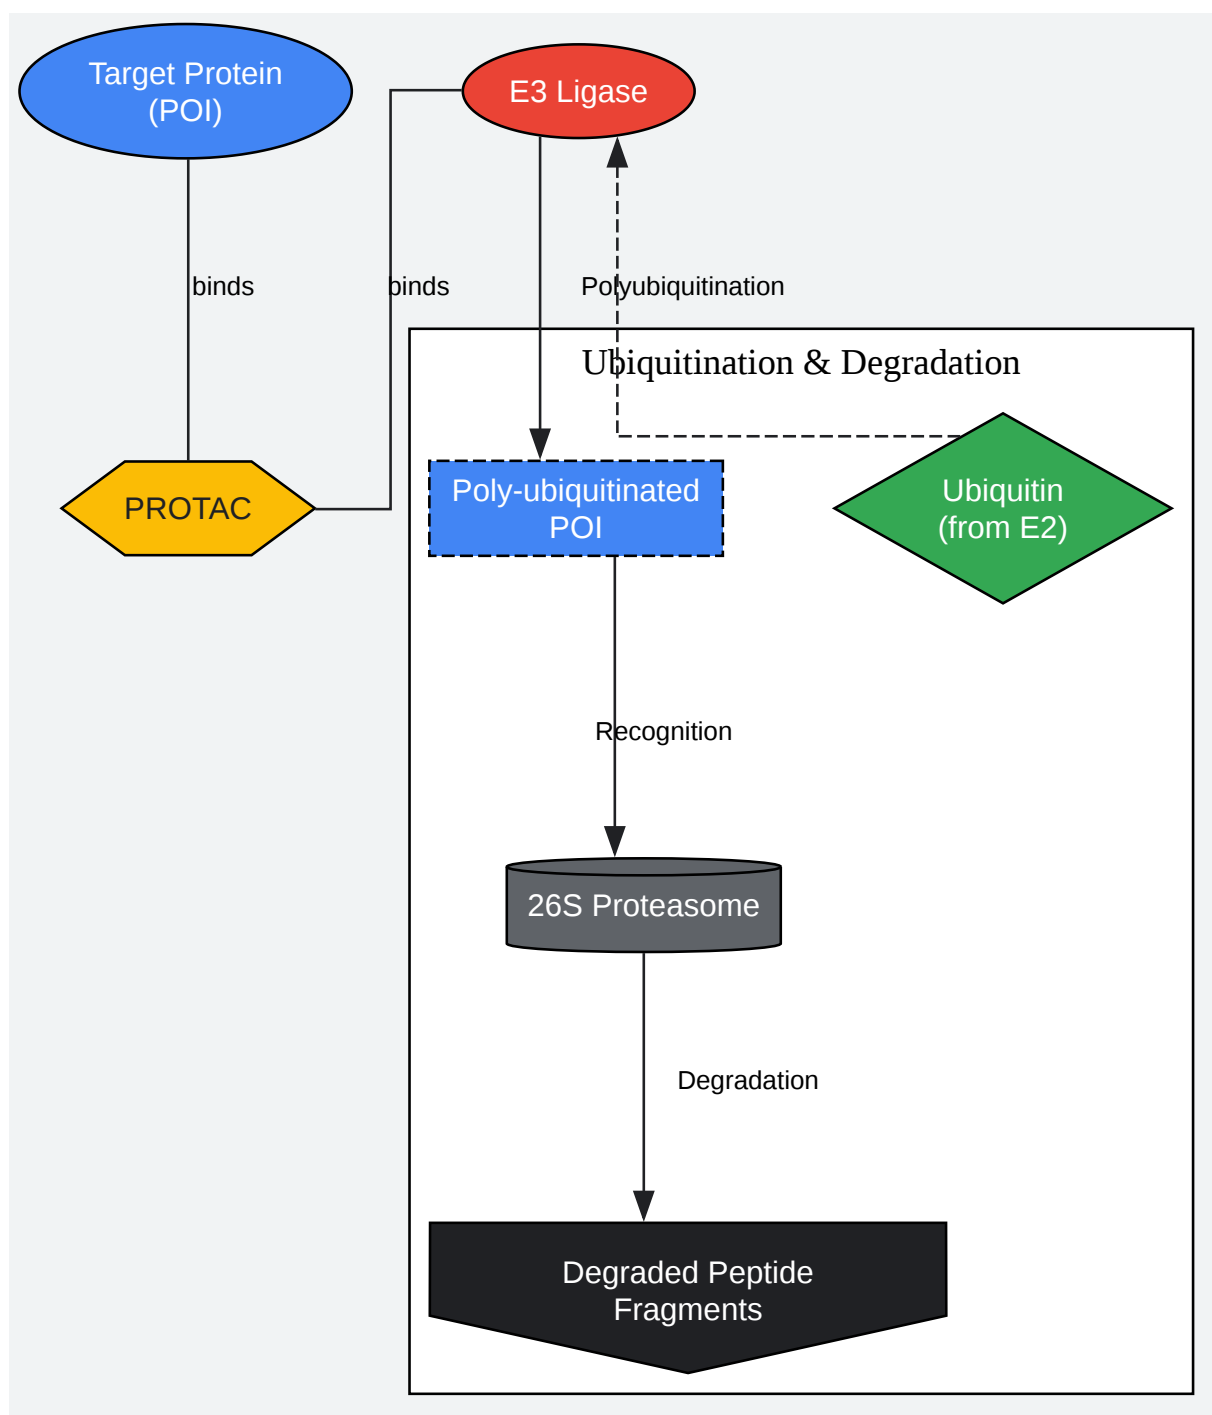 Target Protein
(POI)
E3 Ligase
binds
binds
Polyubiquitination
Ubiquitination & Degradation
PROTAC
Poly-ubiquitinated
POI
Ubiquitin
(from E2)
Recognition
26S Proteasome
Degradation
Degraded Peptide
Fragments